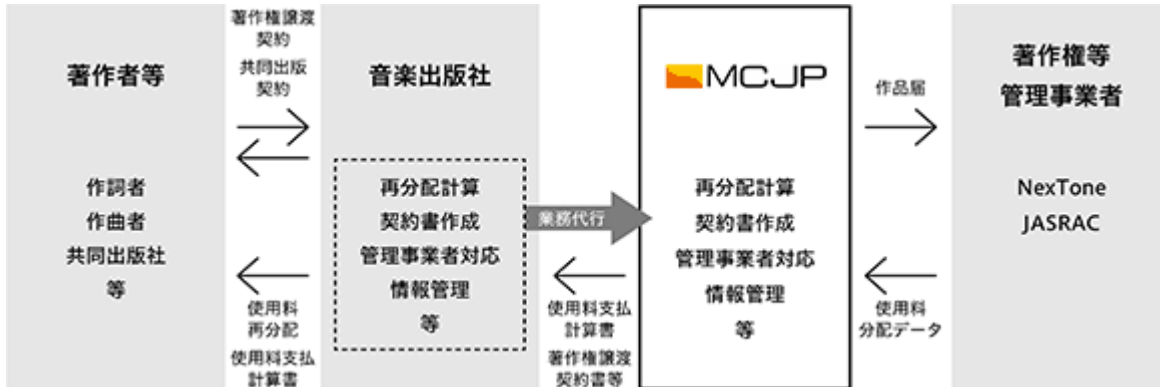 著作者等
作詞者
作曲者
共同出版社
等
著作権譲渡
契約
共同出版
契約
使用料
再分配
使用料支払
計算書
音楽出版社
再分配計算
契約書作成
管理事業者対応
情報管理
等
業務代行
使用料支払
計算書
著作権譲渡
契約書等
MCJP
再分配計算
契約書作成
管理事業者対応
情報管理
等
作品届
使用料
分配データ
著作権等
管理事業者
NexTone
JASRAC